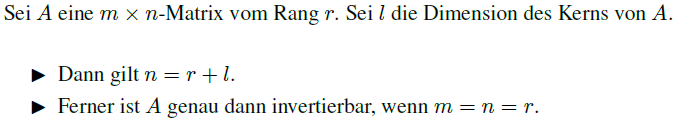 Sei A eine m × n-Matrix vom Rang r. Sei l die Dimension des Kerns von A.
▶ Dann gilt n = r + l.
▶ Ferner ist A genau dann invertierbar, wenn m = n = r.